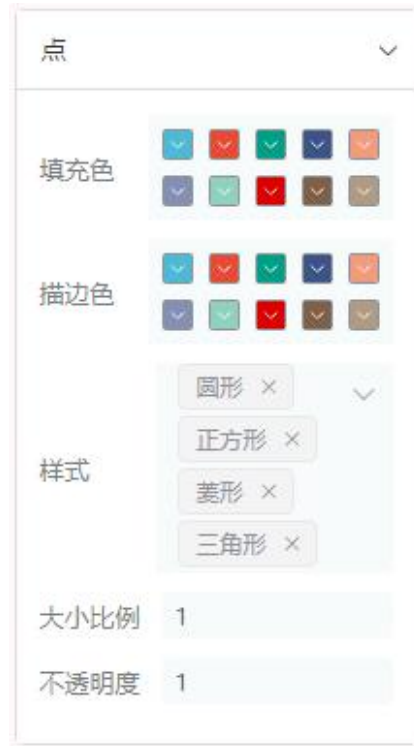 点
填充色
描边色
样式
圆形 ×
正方形 ×
菱形 ×
三角形 ×
大小比例 1
不透明度 1